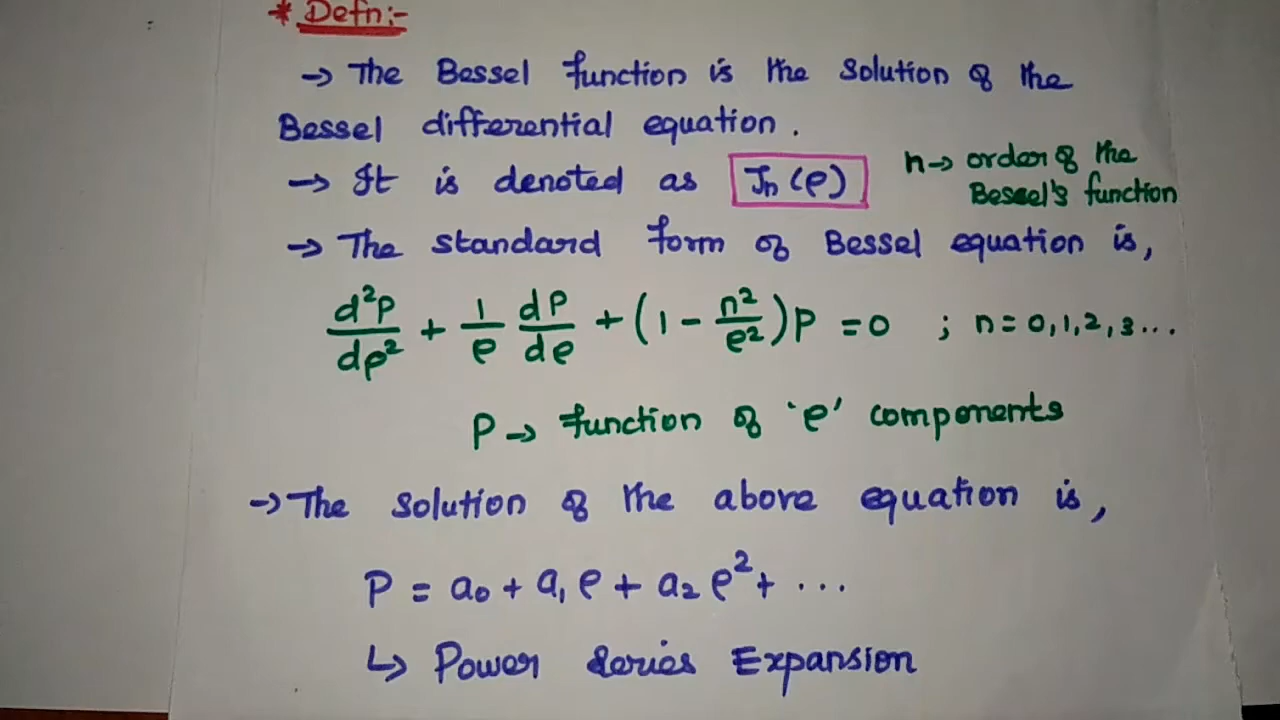 * Defn:-
→ The Bessel function is the solution of the
Bessel differential equation.
→ It is denoted as Jn(ρ)
n→ order of the
Bessel's function
→ The standard form of Bessel equation is,
d²P/dρ² + 1/ρ dP/dρ + (1 - n²/ρ²)P = 0 ; n = 0, 1, 2, 3...
P → function of 'ρ' components
→ The solution of the above equation is,
P = a₀ + a₁ρ + a₂ρ² + ...
↳ Power series Expansion